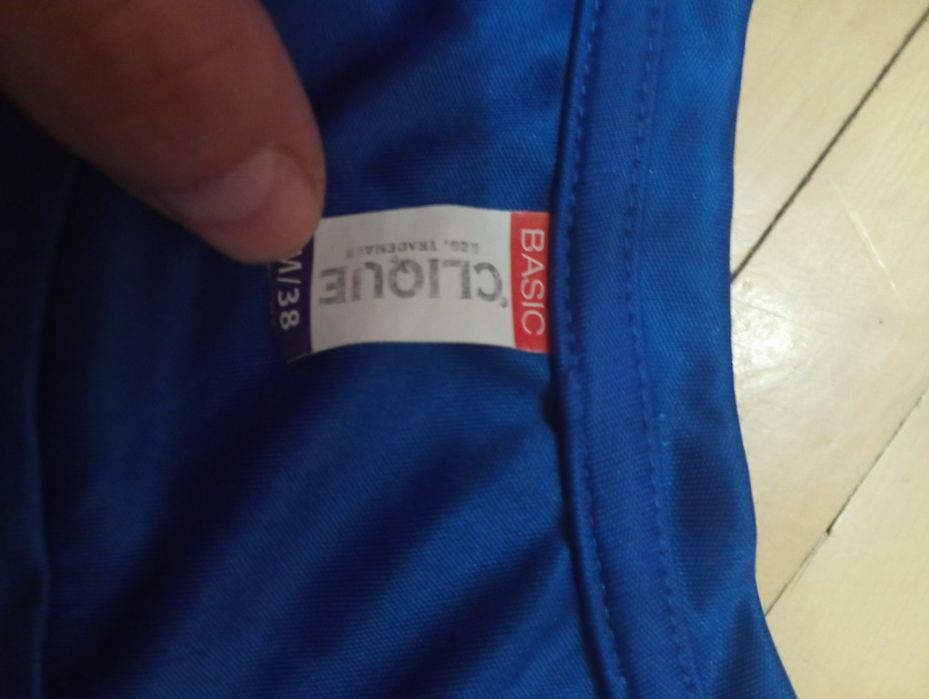 BASIC
CLIQUE
REG. TRADEMARK
M/38